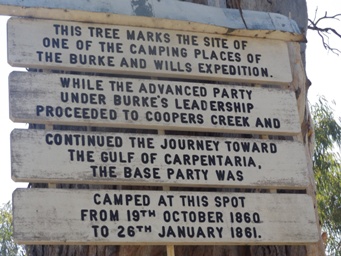 THIS TREE MARKS THE SITE OF
ONE OF THE CAMPING PLACES OF
THE BURKE AND WILLS EXPEDITION.
WHILE THE ADVANCED PARTY
UNDER BURKE'S LEADERSHIP
PROCEEDED TO COOPERS CREEK AND
CONTINUED THE JOURNEY TOWARD
THE GULF OF CARPENTARIA,
THE BASE PARTY WAS
CAMPED AT THIS SPOT
FROM 19TH OCTOBER 1860
TO 26TH JANUARY 1861.